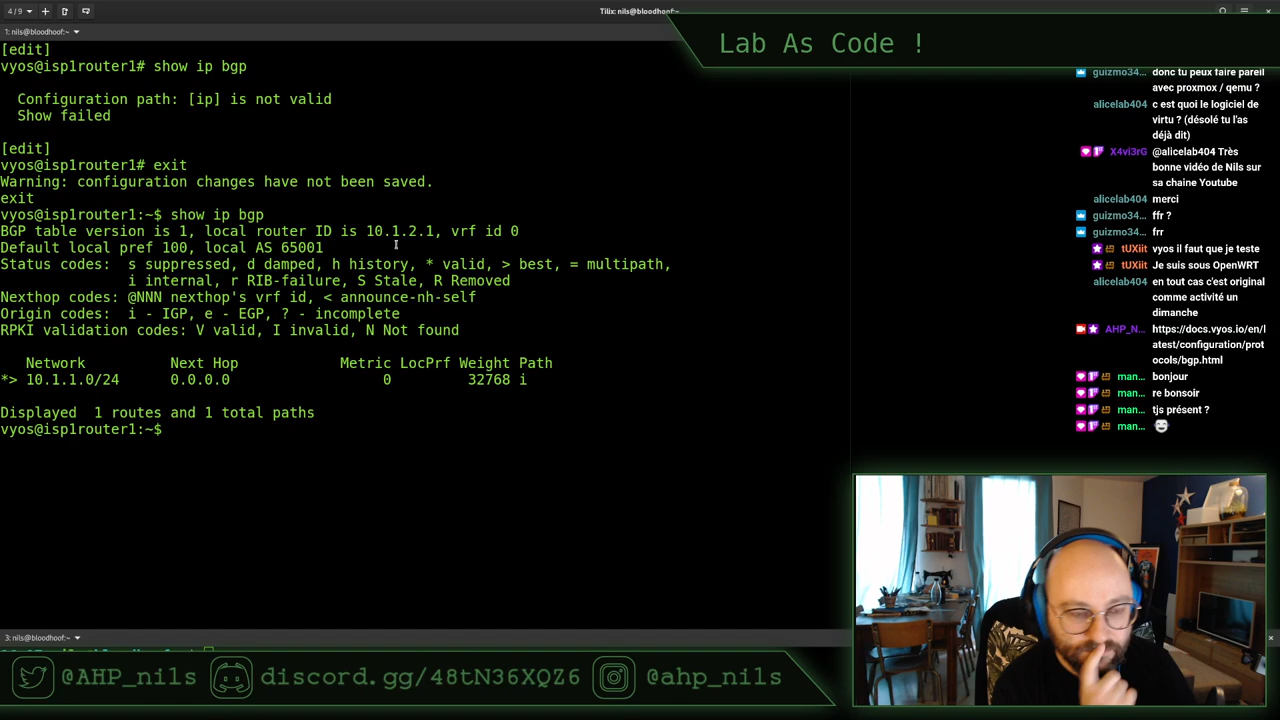 4 / 9
Tilix: nils@bloodhoof:~
1: nils@bloodhoof:~
Lab As Code !
[edit]
vyos@isp1router1# show ip bgp
Configuration path: [ip] is not valid
Show failed
[edit]
vyos@isp1router1# exit
Warning: configuration changes have not been saved.
exit
vyos@isp1router1:~$ show ip bgp
BGP table version is 1, local router ID is 10.1.2.1, vrf id 0
Default local pref 100, local AS 65001
Status codes:  s suppressed, d damped, h history, * valid, > best, = multipath,
i internal, r RIB-failure, S Stale, R Removed
Nexthop codes: @NNN nexthop's vrf id, < announce-nh-self
Origin codes:  i - IGP, e - EGP, ? - incomplete
RPKI validation codes: V valid, I invalid, N Not found
Network          Next Hop            Metric LocPrf Weight Path
*> 10.1.1.0/24      0.0.0.0                  0         32768 i
Displayed  1 routes and 1 total paths
vyos@isp1router1:~$
guizmo34... donc tu peux faire pareil
avec proxmox / qemu ?
alicelab404 c est quoi le logiciel de
virtu ? (désolé tu l'as
déjà dit)
X4vi3rG @alicelab404 Très
bonne vidéo de Nils sur
sa chaine Youtube
alicelab404 merci
guizmo34... ffr ?
guizmo34... frr
tUXiit vyos il faut que je teste
tUXiit Je suis sous OpenWRT
alicelab404 en tout cas c'est original
comme activité un
dimanche
AHP_N... https://docs.vyos.io/en/l
atest/configuration/prot
ocols/bgp.html
man... bonjour
man... re bonsoir
man... tjs présent ?
man...
3: nils@bloodhoof:~
@AHP_nils
discord.gg/48tN36XQZ6
@ahp_nils